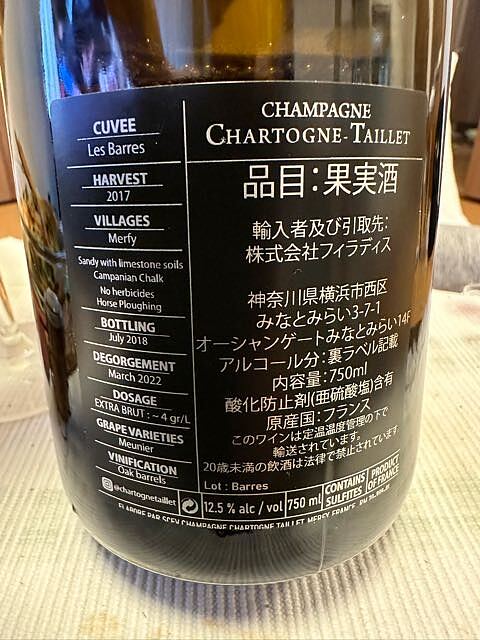 CUVEE
Les Barres
HARVEST
2017
VILLAGES
Merfy
Sandy with limestone soils
Campanian Chalk
No herbicides
Horse Ploughing
BOTTLING
July 2018
DEGORGEMENT
March 2022
DOSAGE
EXTRA BRUT : ~ 4 gr/L
GRAPE VARIETIES
Meunier
VINIFICATION
Oak barrels
@chartognetaillet
CHAMPAGNE
CHARTOGNE-TAILLET
品目：果実酒
輸入者及び引取先：
株式会社フィラディス
神奈川県横浜市西区
みなとみらい3-7-1
オーシャンゲートみなとみらい14F
アルコール分：裏ラベル記載
内容量：750ml
酸化防止剤(亜硫酸塩)含有
原産国：フランス
このワインは定温温度管理の下で
輸送されています。
20歳未満の飲酒は法律で禁止されています
Lot : Barres
12.5 % alc / vol
750 ml
CONTAINS
SULFITES
PRODUCT
OF FRANCE
ELABORE PAR SCEV CHAMPAGNE CHARTOGNE TAILLET, MERFY, FRANCE